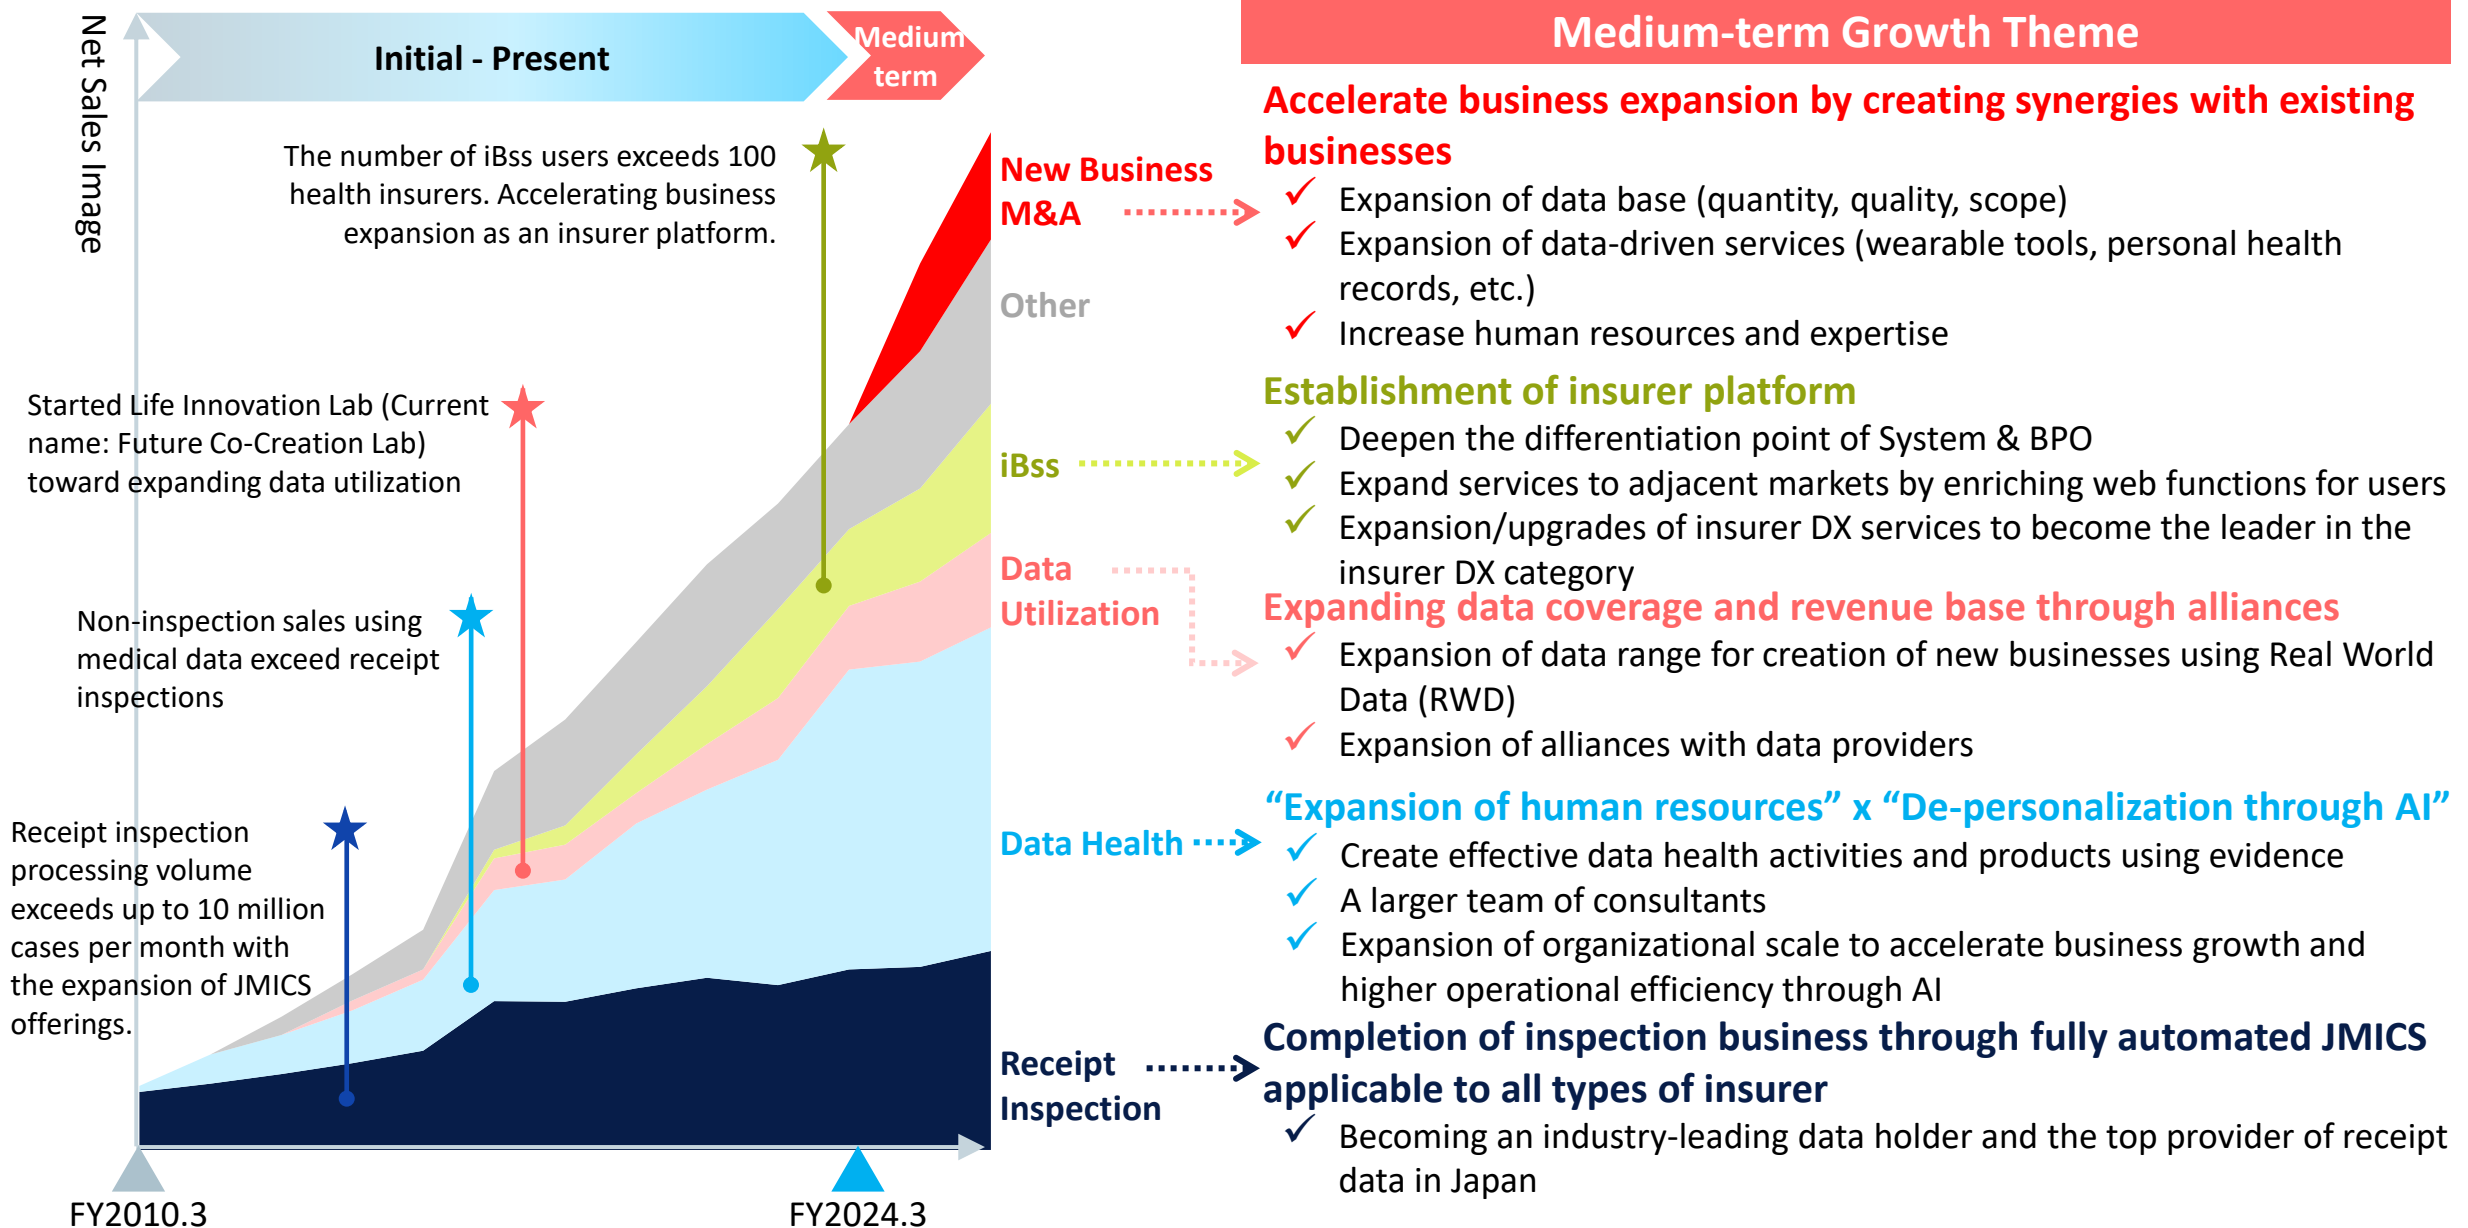 Net Sales Image
Initial - Present
Medium
term
The number of iBss users exceeds 100
health insurers. Accelerating business
expansion as an insurer platform.
Started Life Innovation Lab (Current
name: Future Co-Creation Lab)
toward expanding data utilization
Non-inspection sales using
medical data exceed receipt
inspections
Receipt inspection
processing volume
exceeds up to 10 million
cases per month with
the expansion of JMICS
offerings.
FY2010.3
FY2024.3
New Business
M&A
Other
iBss
Data
Utilization
Data Health
Receipt
Inspection
Medium-term Growth Theme
Accelerate business expansion by creating synergies with existing
businesses
✓ Expansion of data base (quantity, quality, scope)
✓ Expansion of data-driven services (wearable tools, personal health
records, etc.)
✓ Increase human resources and expertise
Establishment of insurer platform
✓ Deepen the differentiation point of System & BPO
✓ Expand services to adjacent markets by enriching web functions for users
✓ Expansion/upgrades of insurer DX services to become the leader in the
insurer DX category
Expanding data coverage and revenue base through alliances
✓ Expansion of data range for creation of new businesses using Real World
Data (RWD)
✓ Expansion of alliances with data providers
“Expansion of human resources” x “De-personalization through AI”
✓ Create effective data health activities and products using evidence
✓ A larger team of consultants
✓ Expansion of organizational scale to accelerate business growth and
higher operational efficiency through AI
Completion of inspection business through fully automated JMICS
applicable to all types of insurer
✓ Becoming an industry-leading data holder and the top provider of receipt
data in Japan